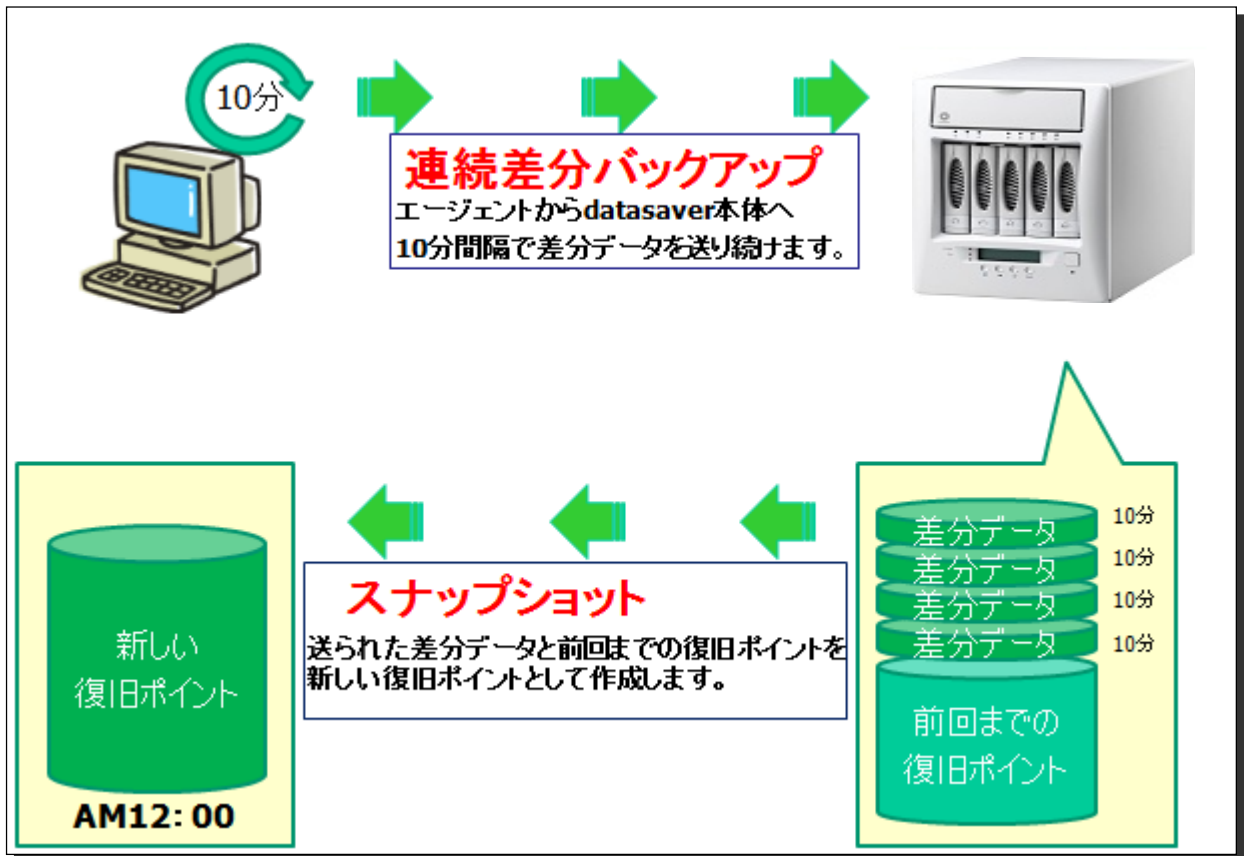 10分
連続差分バックアップ
エージェントからdatasaver本体へ
10分間隔で差分データを送り続けます。
差分データ 10分
差分データ 10分
差分データ 10分
差分データ 10分
前回までの
復旧ポイント
スナップショット
送られた差分データと前回までの復旧ポイントを
新しい復旧ポイントとして作成します。
新しい
復旧ポイント
AM12:00